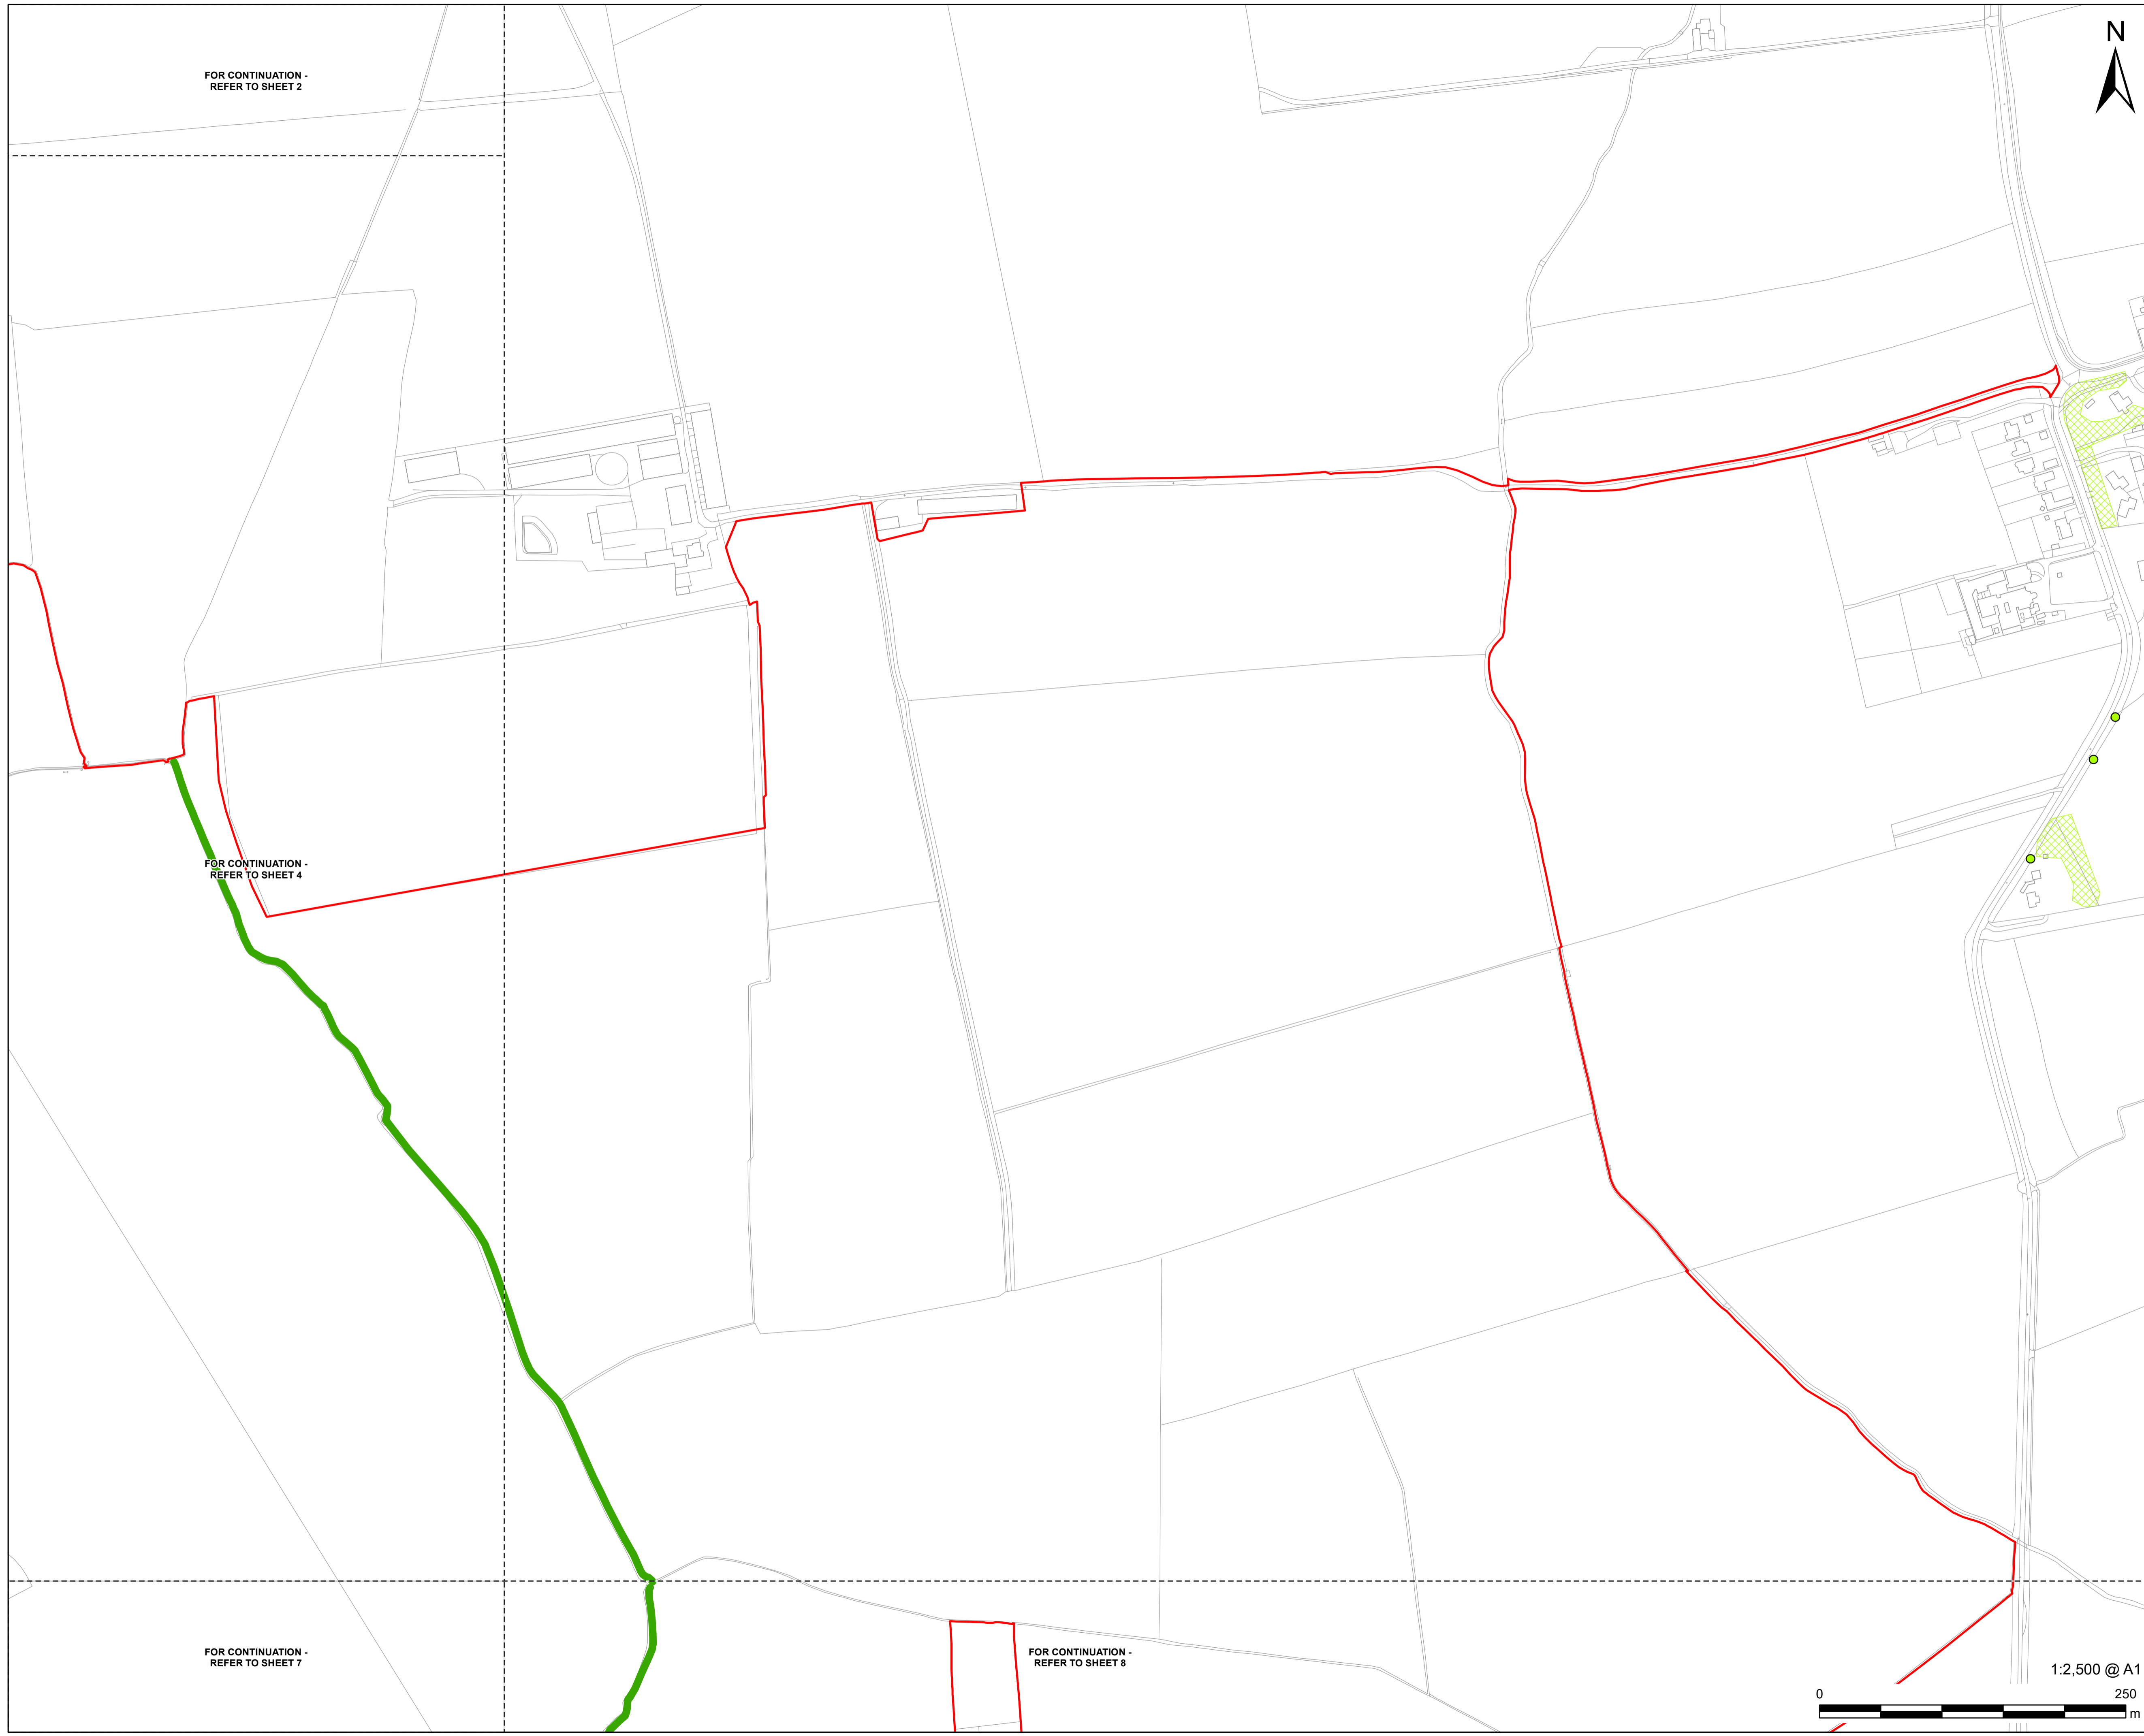 FOR CONTINUATION -
REFER TO SHEET 2
N
FOR CONTINUATION -
REFER TO SHEET 4
FOR CONTINUATION -
REFER TO SHEET 7
FOR CONTINUATION -
REFER TO SHEET 8
1:2,500 @ A1
0 250
m